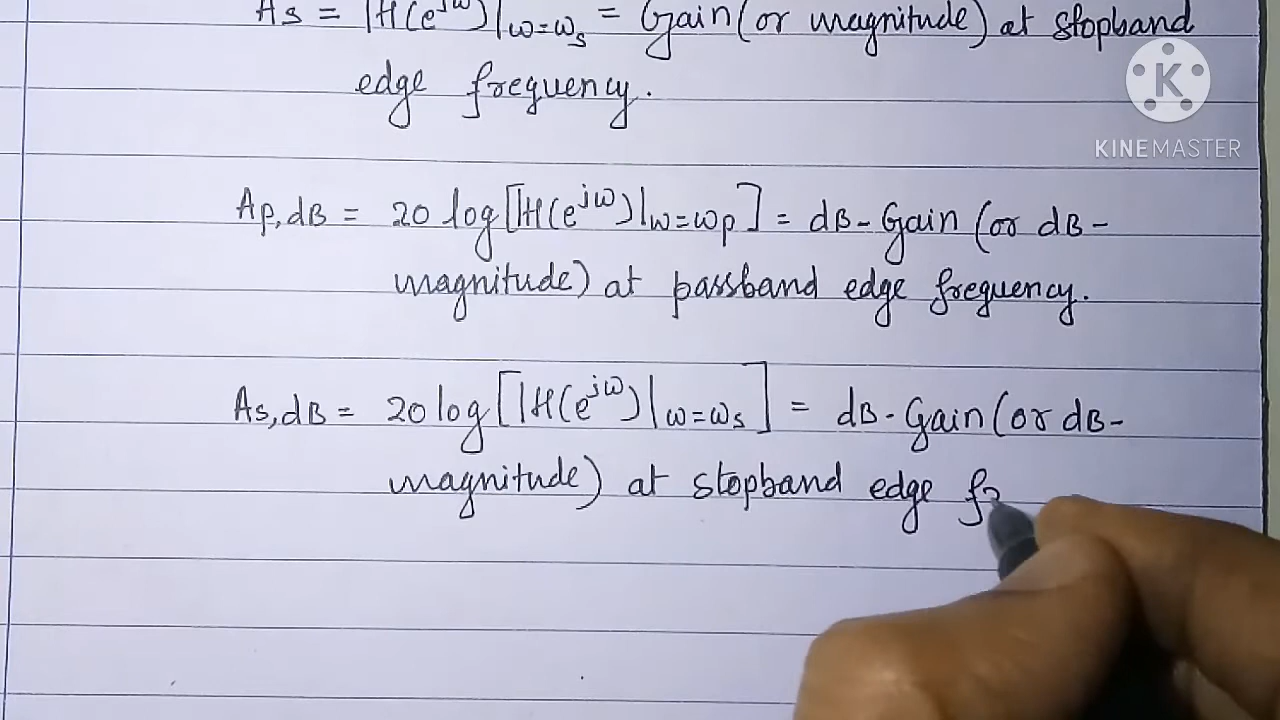 As = |H(e^jω)|ω=ωs = Gain(or magnitude) at stopband
edge frequency.
K
KINEMASTER
Ap,dB = 20 log[|H(e^jω)|ω=ωp] = dB-Gain (or dB-
magnitude) at passband edge frequency.
As,dB = 20 log[|H(e^jω)|ω=ωs] = dB-Gain (or dB-
magnitude) at stopband edge fr